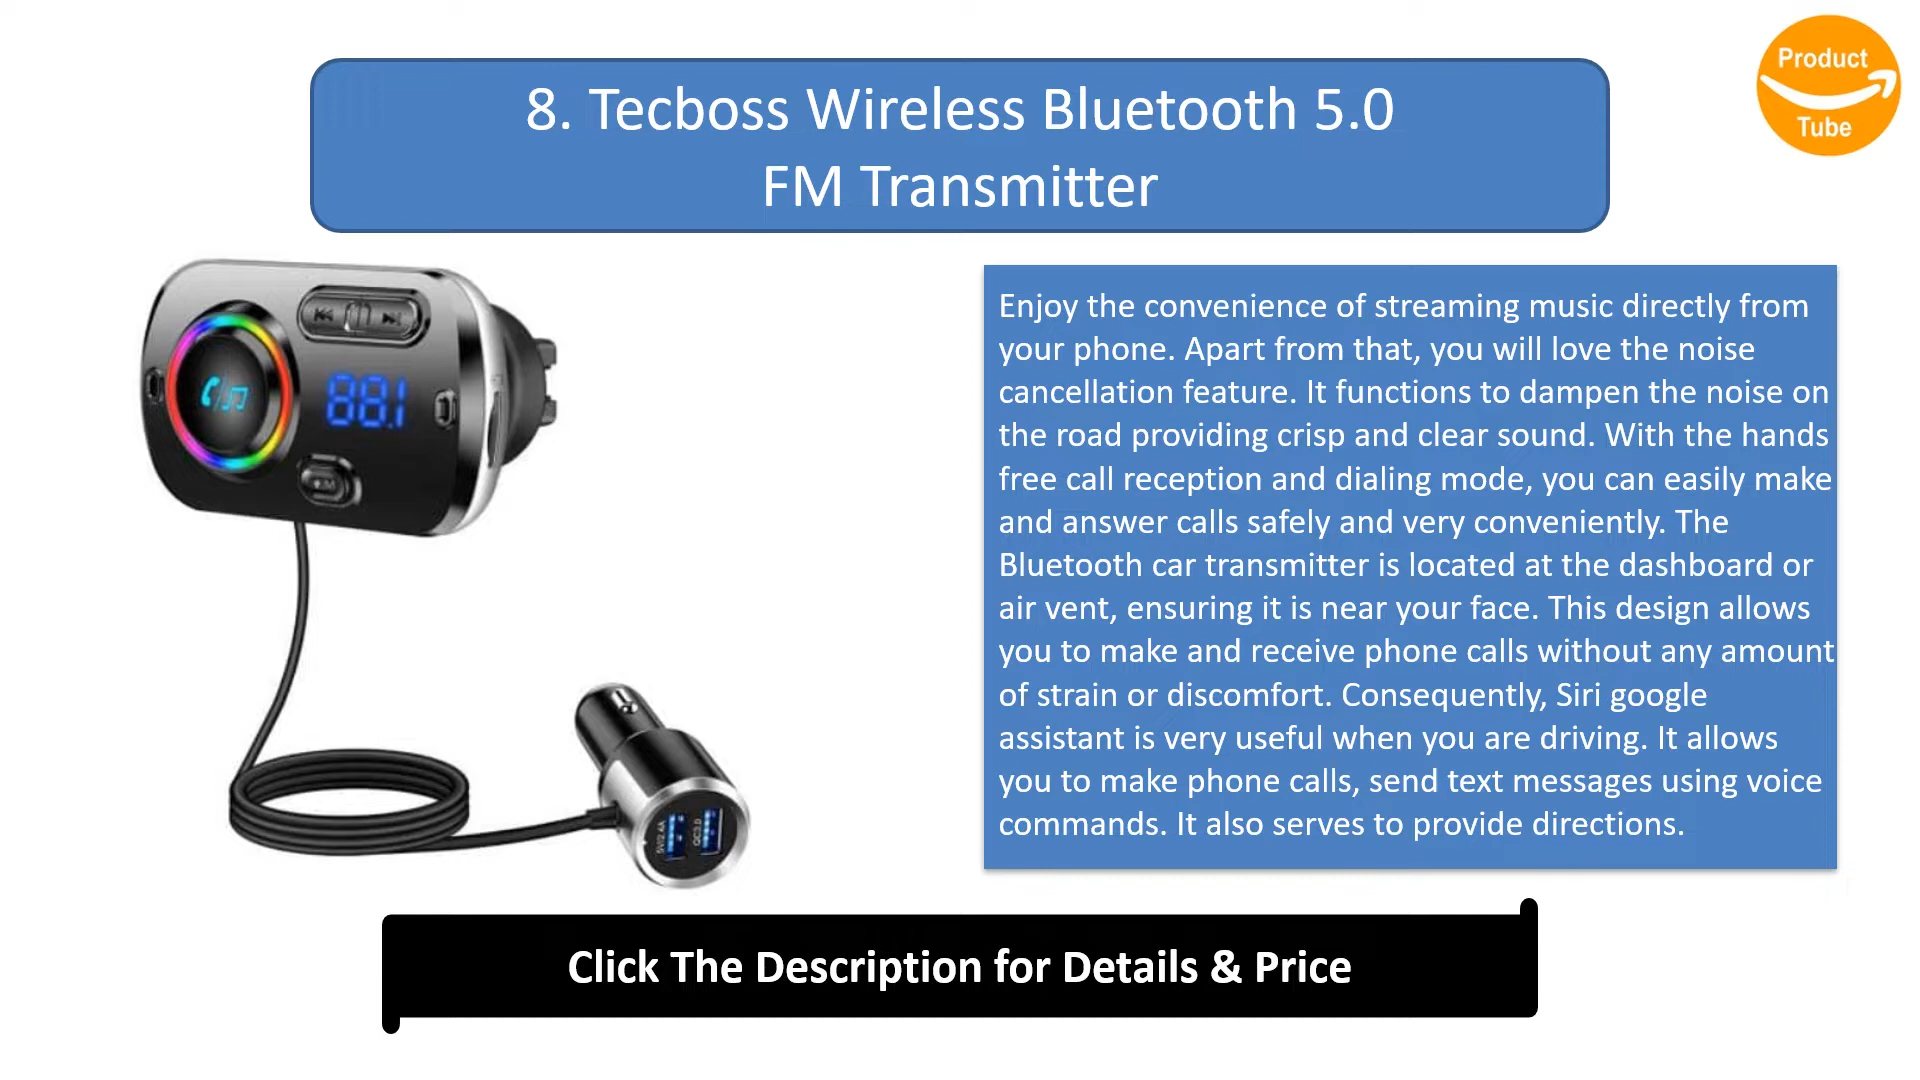 Product
Tube
8. Tecboss Wireless Bluetooth 5.0
FM Transmitter
88.1
5V/2.4A
QC3.0
Enjoy the convenience of streaming music directly from
your phone. Apart from that, you will love the noise
cancellation feature. It functions to dampen the noise on
the road providing crisp and clear sound. With the hands
free call reception and dialing mode, you can easily make
and answer calls safely and very conveniently. The
Bluetooth car transmitter is located at the dashboard or
air vent, ensuring it is near your face. This design allows
you to make and receive phone calls without any amount
of strain or discomfort. Consequently, Siri google
assistant is very useful when you are driving. It allows
you to make phone calls, send text messages using voice
commands. It also serves to provide directions.
Click The Description for Details & Price